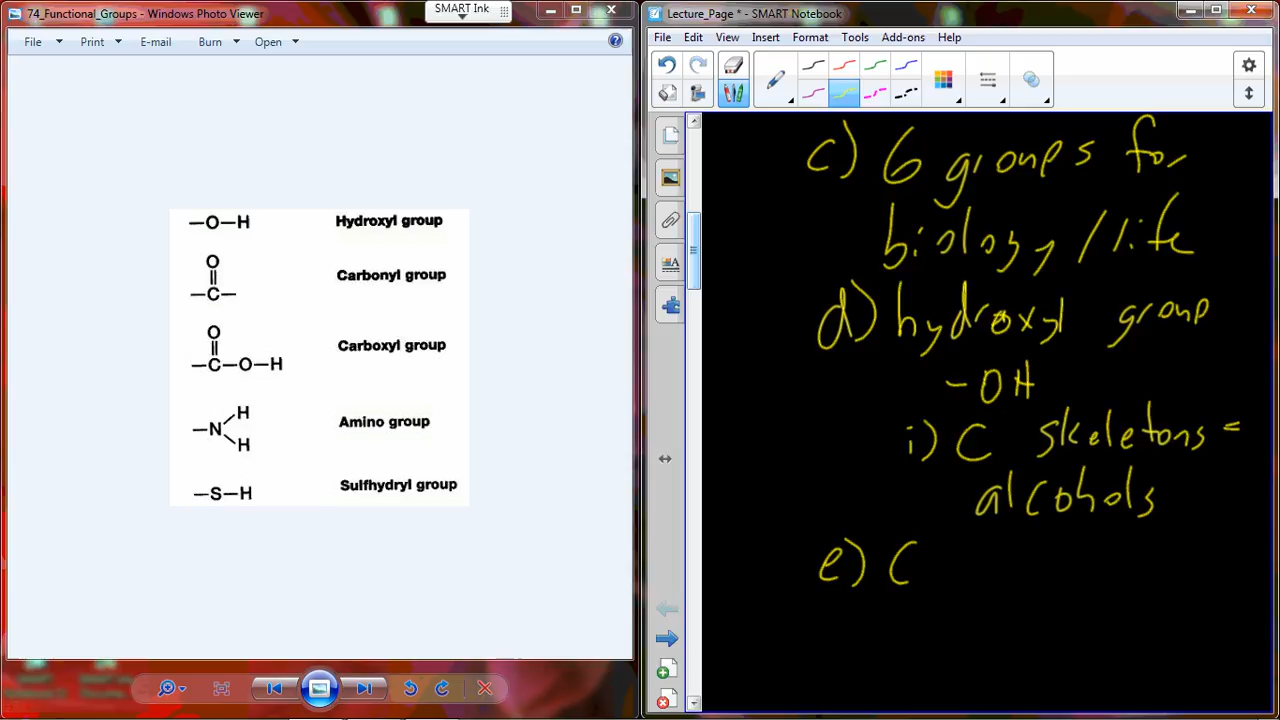 74_Functional_Groups - Windows Photo Viewer
SMART Ink
File Print E-mail Burn Open
—O—H Hydroxyl group
O
—C— Carbonyl group
O
—C—O—H Carboxyl group
H
—N Amino group
H
—S—H Sulfhydryl group
Lecture_Page * - SMART Notebook
File Edit View Insert Format Tools Add-ons Help
c) 6 groups for
biology / life
d) hydroxyl group
-OH
i) C skeletons =
alcohols
e) C